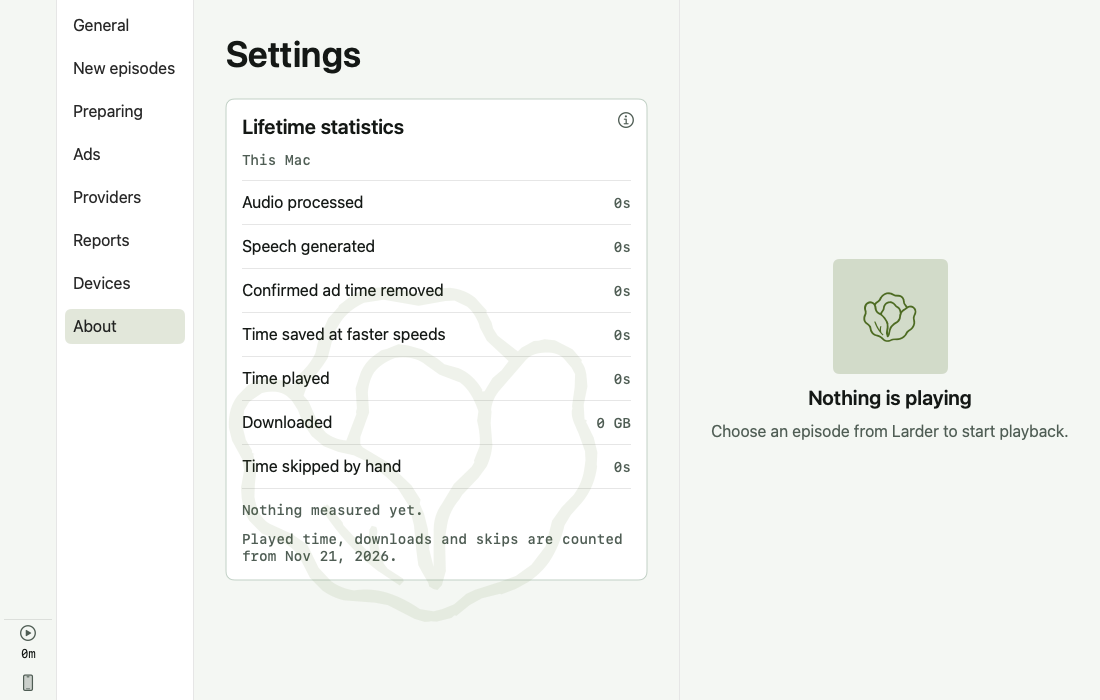 General
New episodes
Preparing
Ads
Providers
Reports
Devices
About
0m
Settings
Lifetime statistics
This Mac
Audio processed 0s
Speech generated 0s
Confirmed ad time removed 0s
Time saved at faster speeds 0s
Time played 0s
Downloaded 0 GB
Time skipped by hand 0s
Nothing measured yet.
Played time, downloads and skips are counted
from Nov 21, 2026.
Nothing is playing
Choose an episode from Larder to start playback.